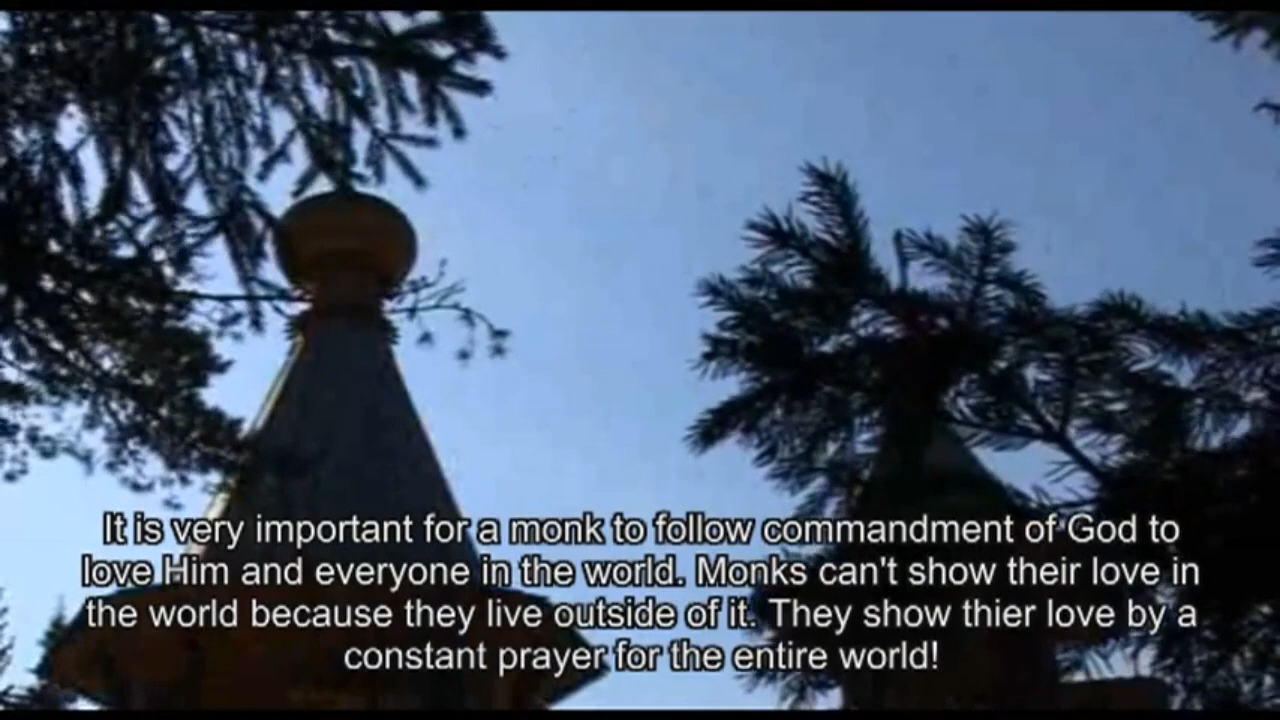 It is very important for a monk to follow commandment of God to
love Him and everyone in the world. Monks can't show their love in
the world because they live outside of it. They show thier love by a
constant prayer for the entire world!